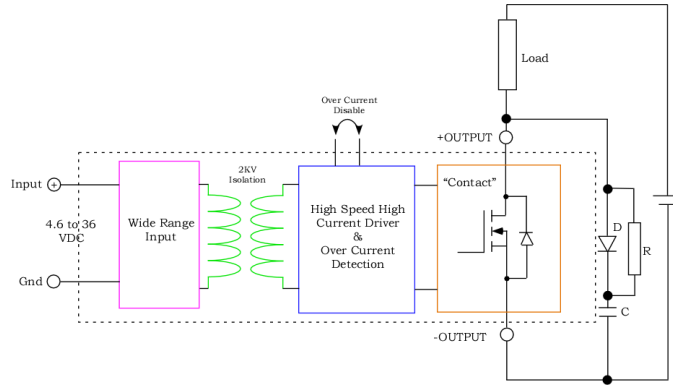 Load
Over Current
Disable
+OUTPUT
2KV
Isolation
Input
+
"Contact"
4.6 to 36
VDC
Wide Range
Input
High Speed High
Current Driver
&
Over Current
Detection
D
R
Gnd
C
-OUTPUT